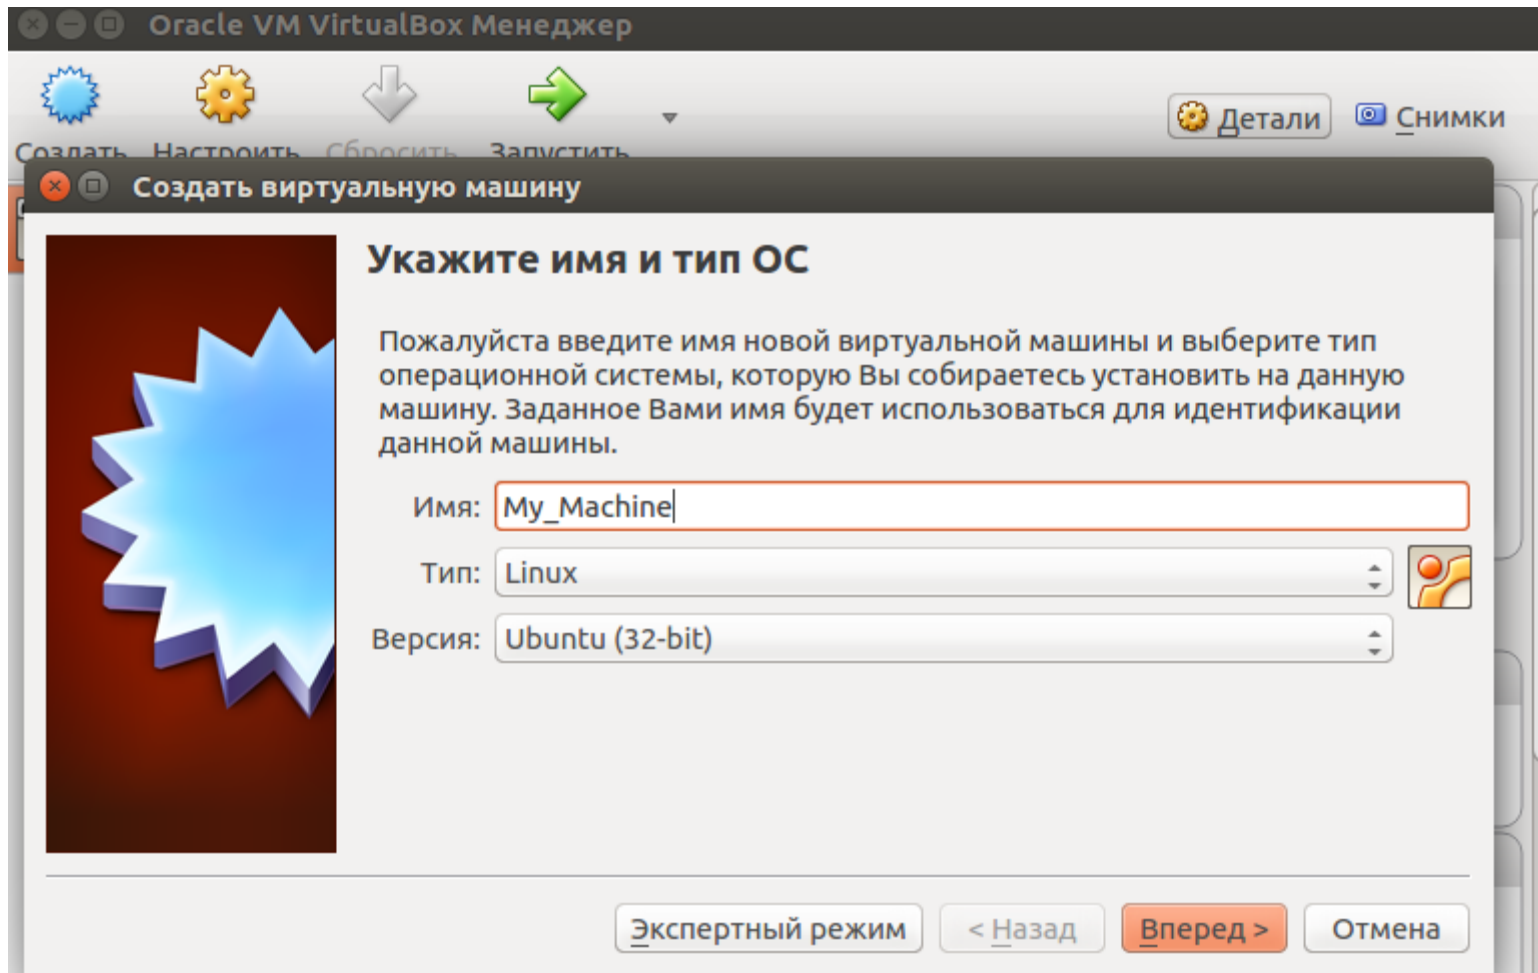 Oracle VM VirtualBox Менеджер
Создать Настроить Сбросить Запустить
Детали Снимки
Создать виртуальную машину
Укажите имя и тип ОС
Пожалуйста введите имя новой виртуальной машины и выберите тип
операционной системы, которую Вы собираетесь установить на данную
машину. Заданное Вами имя будет использоваться для идентификации
данной машины.
Имя: My_Machine
Тип: Linux
Версия: Ubuntu (32-bit)
Экспертный режим < Назад Вперед > Отмена